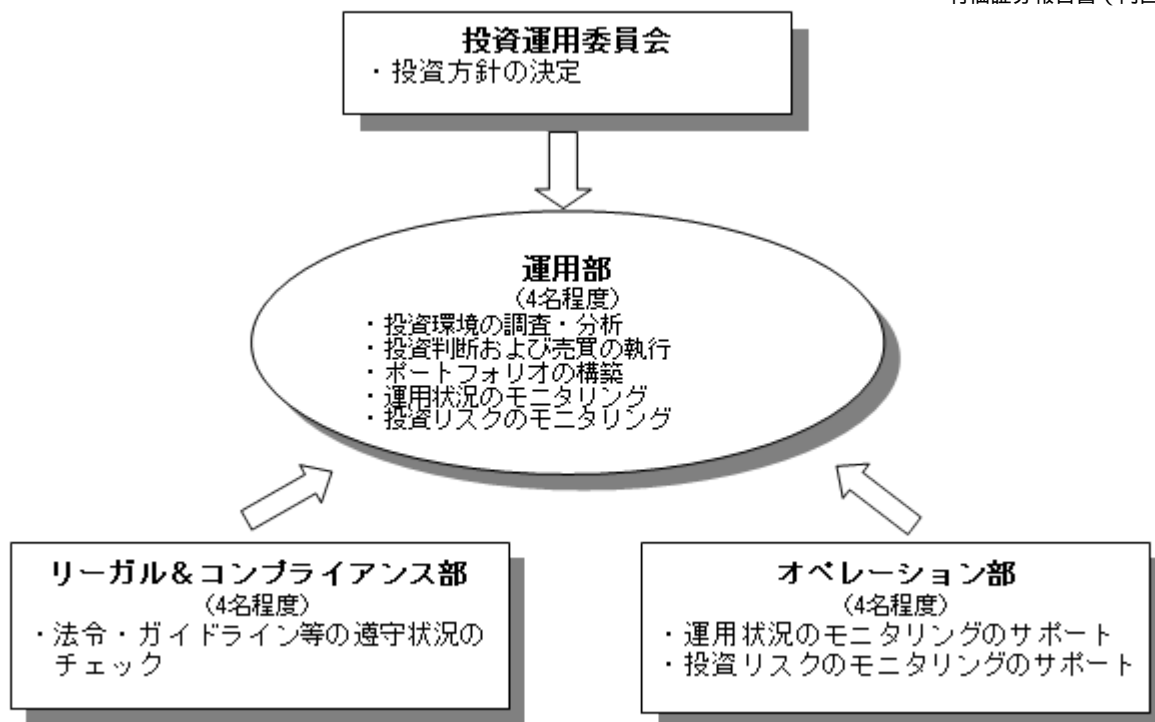 投資運用委員会
・投資方針の決定
運用部
(4名程度)
・投資環境の調査・分析
・投資判断および売買の執行
・ポートフォリオの構築
・運用状況のモニタリング
・投資リスクのモニタリング
リーガル＆コンプライアンス部
(4名程度)
・法令・ガイドライン等の遵守状況の
チェック
オペレーション部
(4名程度)
・運用状況のモニタリングのサポート
・投資リスクのモニタリングのサポート